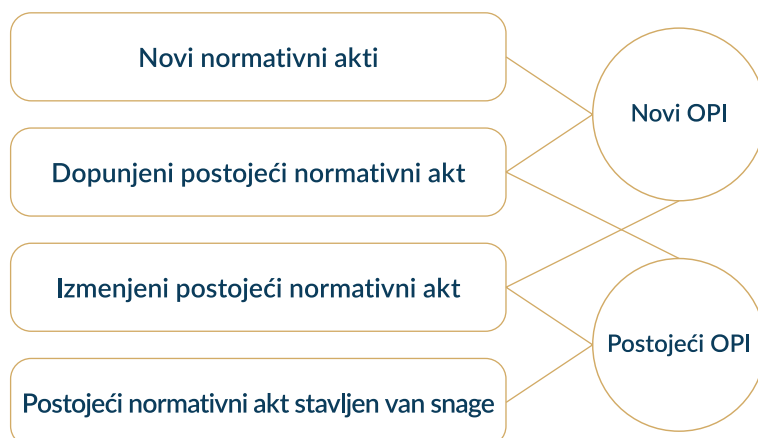 Novi normativni akti
Novi OPI
Dopunjeni postojeći normativni akt
Izmenjeni postojeći normativni akt
Postojeći OPI
Postojeći normativni akt stavljen van snage